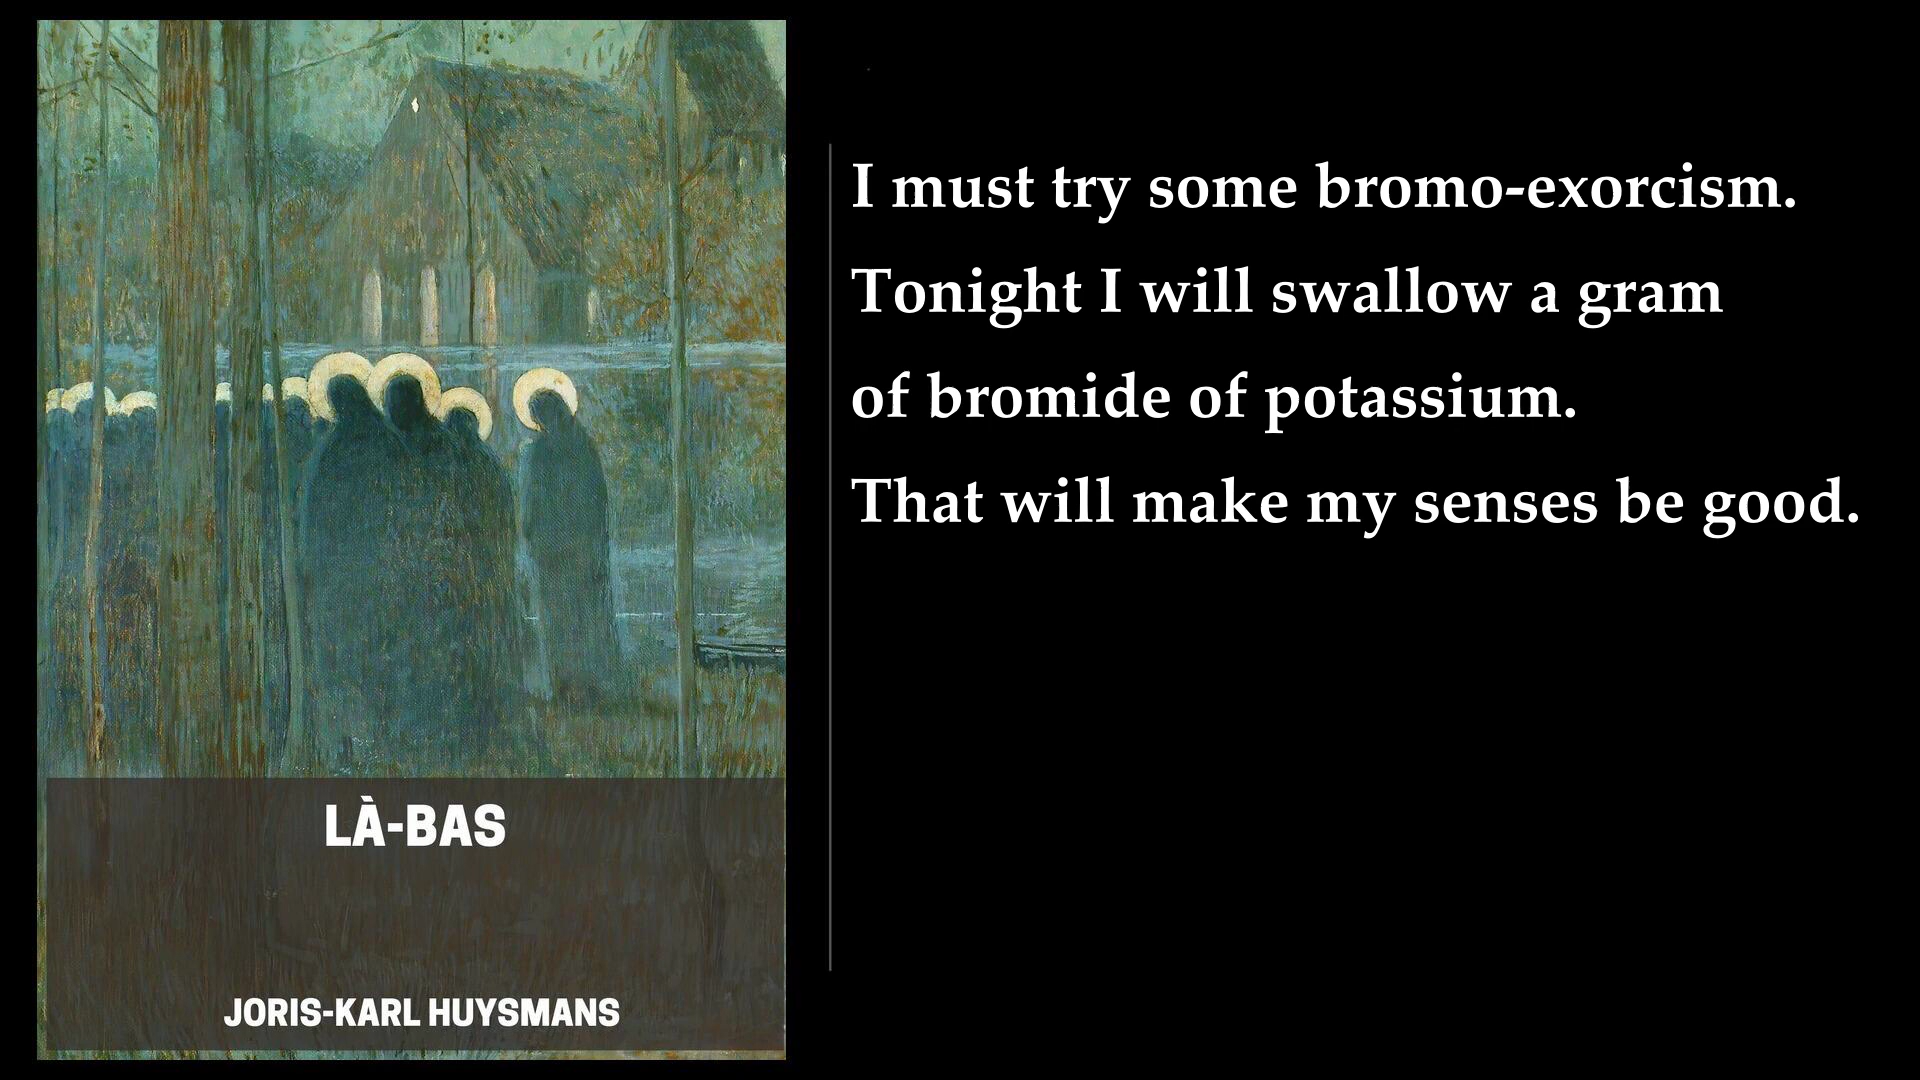 LÀ-BAS
JORIS-KARL HUYSMANS
I must try some bromo-exorcism.
Tonight I will swallow a gram
of bromide of potassium.
That will make my senses be good.